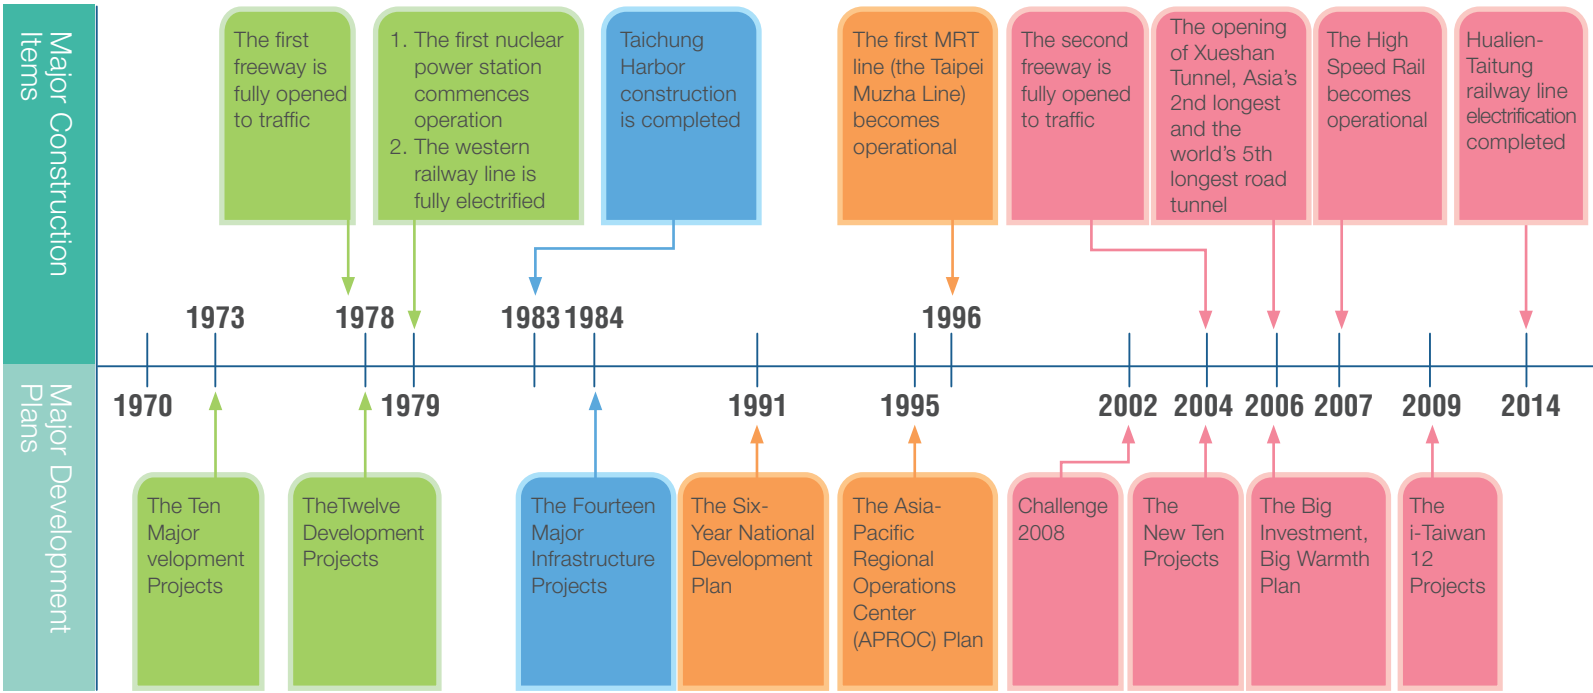 Major Construction
Items
The first
freeway is
fully opened
to traffic
1. The first nuclear
power station
commences
operation
2. The western
railway line is
fully electrified
Taichung
Harbor
construction
is completed
The first MRT
line (the Taipei
Muzha Line)
becomes
operational
The second
freeway is
fully opened
to traffic
The opening
of Xueshan
Tunnel, Asia's
2nd longest
and the
world's 5th
longest road
tunnel
The High
Speed Rail
becomes
operational
Hualien-
Taitung
railway line
electrification
completed
1973
1978
1983
1984
1996
1970
1979
1991
1995
2002
2004
2006
2007
2009
2014
Major Development
Plans
The Ten
Major
velopment
Projects
TheTwelve
Development
Projects
The Fourteen
Major
Infrastructure
Projects
The Six-
Year National
Development
Plan
The Asia-
Pacific
Regional
Operations
Center
(APROC) Plan
Challenge
2008
The
New Ten
Projects
The Big
Investment,
Big Warmth
Plan
The
i-Taiwan
12
Projects